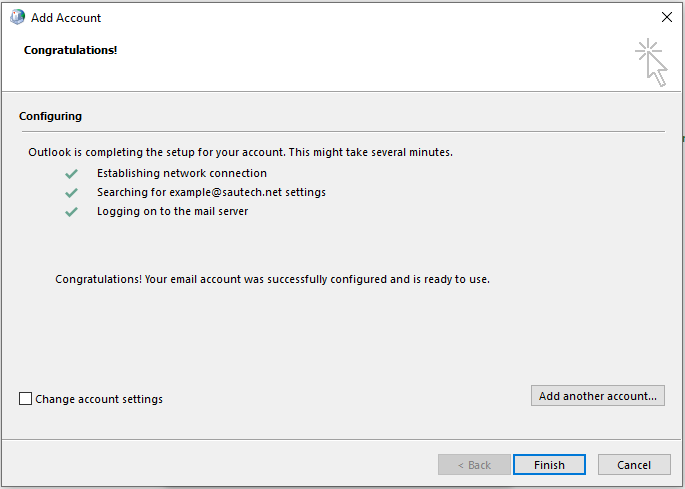 Add Account
Congratulations!
Configuring
Outlook is completing the setup for your account. This might take several minutes.
Establishing network connection
Searching for example@sautech.net settings
Logging on to the mail server
Congratulations! Your email account was successfully configured and is ready to use.
Change account settings
Add another account...
< Back
Finish
Cancel